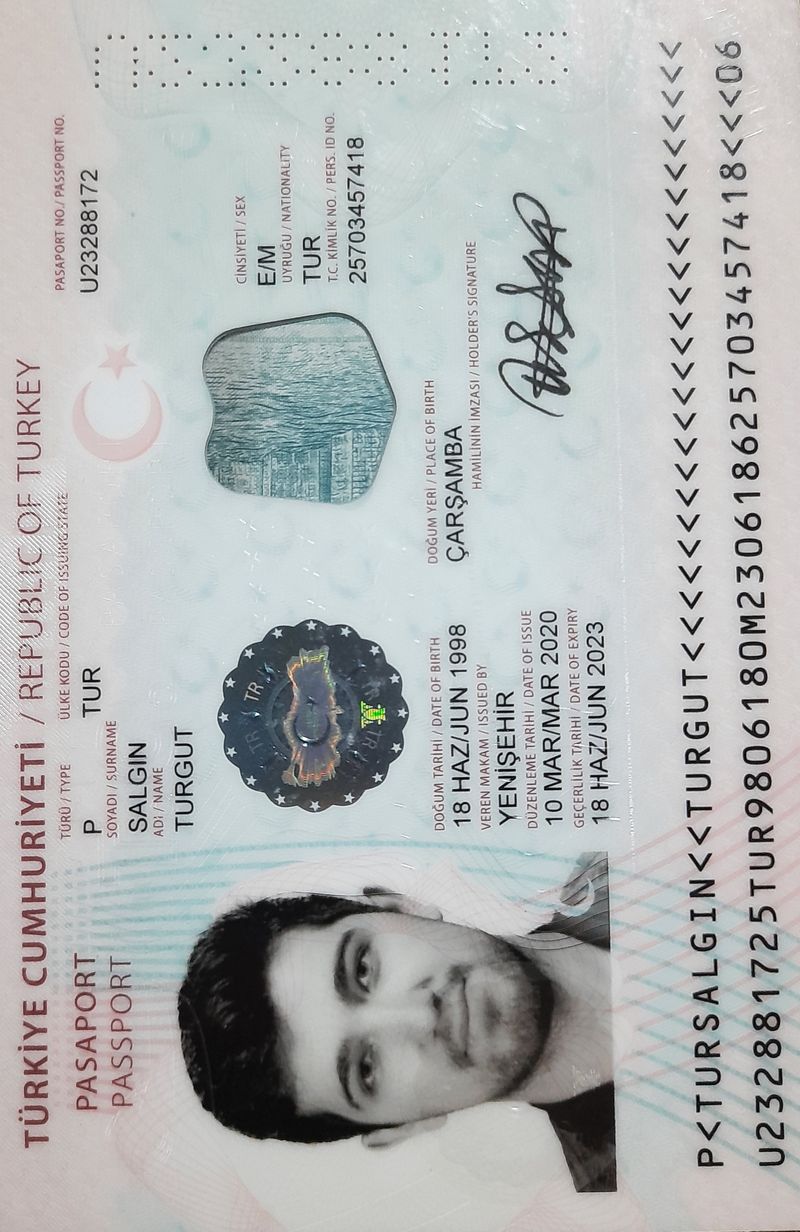 TÜRKİYE CUMHURİYETİ / REPUBLIC OF TURKEY
PASAPORT
PASSPORT
TÜRÜ / TYPE
P
ÜLKE KODU / CODE OF ISSUING STATE
TUR
PASAPORT NO. / PASSPORT NO.
U23288172
SOYADI / SURNAME
SALGIN
ADI / NAME
TURGUT
TR TR TR
CİNSİYETİ / SEX
E/M
UYRUĞU / NATIONALITY
TUR
T.C. KİMLİK NO. / PERS. ID NO.
25703457418
DOĞUM TARİHİ / DATE OF BIRTH
18 HAZ/JUN 1998
DOĞUM YERİ / PLACE OF BIRTH
ÇARŞAMBA
VEREN MAKAM / ISSUED BY
YENİŞEHİR
HAMİLİNİN İMZASI / HOLDER'S SIGNATURE
DÜZENLEME TARİHİ / DATE OF ISSUE
10 MAR/MAR 2020
GEÇERLİLİK TARİHİ / DATE OF EXPIRY
18 HAZ/JUN 2023
P<TURSALGIN<<TURGUT<<<<<<<<<<<<<<<<<<<<<<<<<
U232881725TUR9806180M230618625703457418<<<06